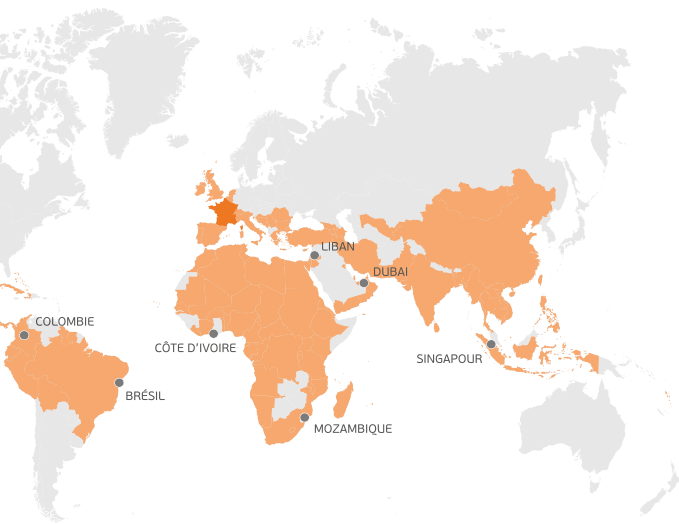 LIBAN
DUBAI
COLOMBIE
CÔTE D'IVOIRE
SINGAPOUR
BRÉSIL
MOZAMBIQUE